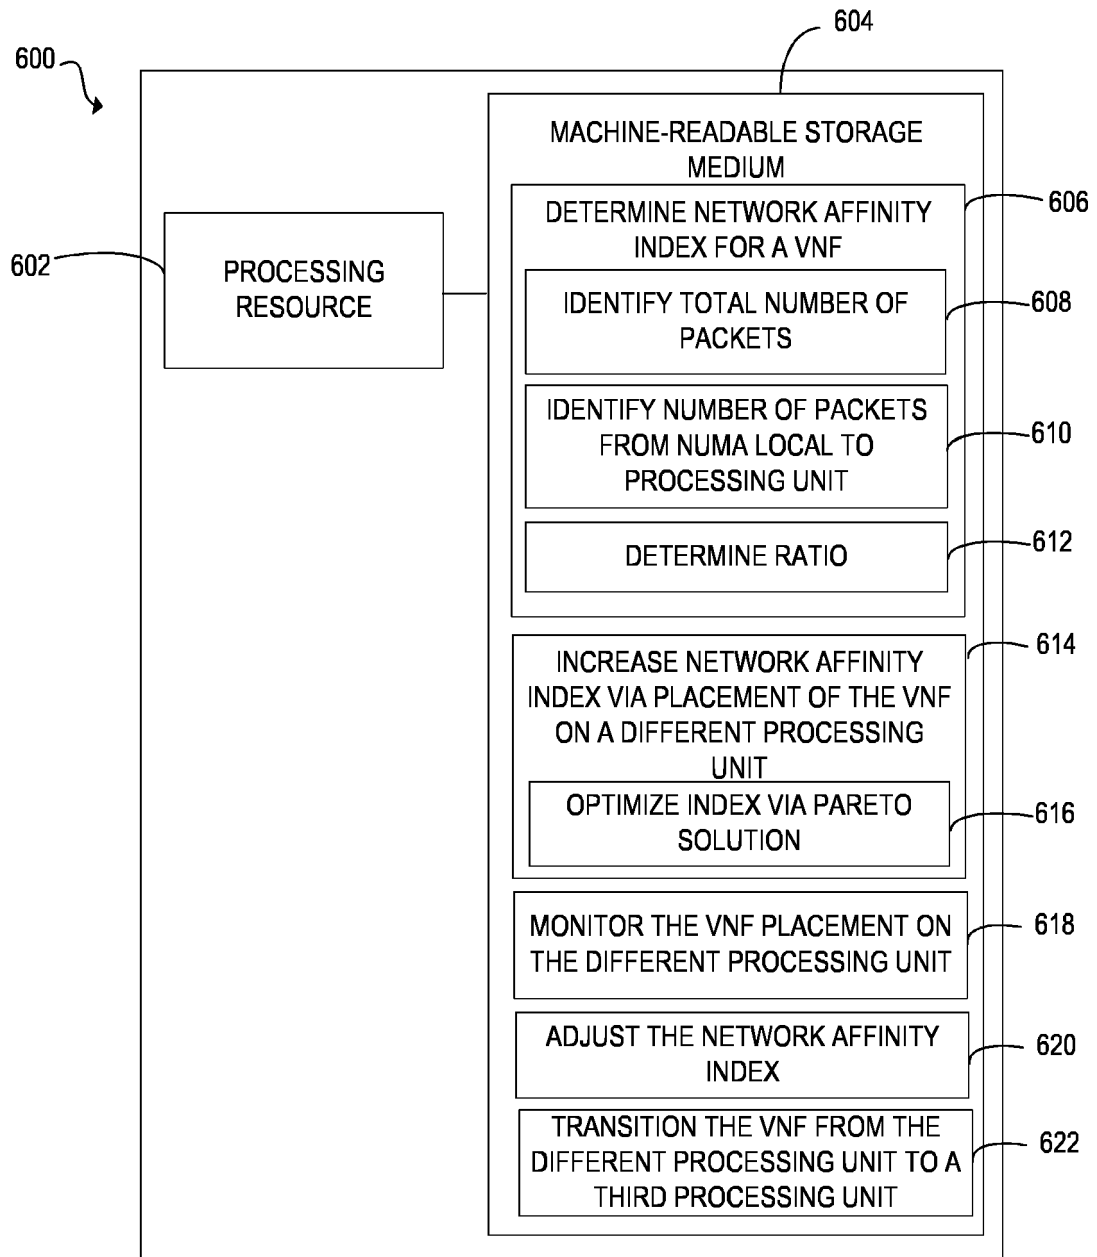 604
600
MACHINE-READABLE STORAGE
MEDIUM
606
DETERMINE NETWORK AFFINITY
INDEX FOR A VNF
602
PROCESSING
RESOURCE
608
IDENTIFY TOTAL NUMBER OF
PACKETS
610
IDENTIFY NUMBER OF PACKETS
FROM NUMA LOCAL TO
PROCESSING UNIT
612
DETERMINE RATIO
614
INCREASE NETWORK AFFINITY
INDEX VIA PLACEMENT OF THE VNF
ON A DIFFERENT PROCESSING
UNIT
616
OPTIMIZE INDEX VIA PARETO
SOLUTION
618
MONITOR THE VNF PLACEMENT ON
THE DIFFERENT PROCESSING UNIT
620
ADJUST THE NETWORK AFFINITY
INDEX
622
TRANSITION THE VNF FROM THE
DIFFERENT PROCESSING UNIT TO A
THIRD PROCESSING UNIT